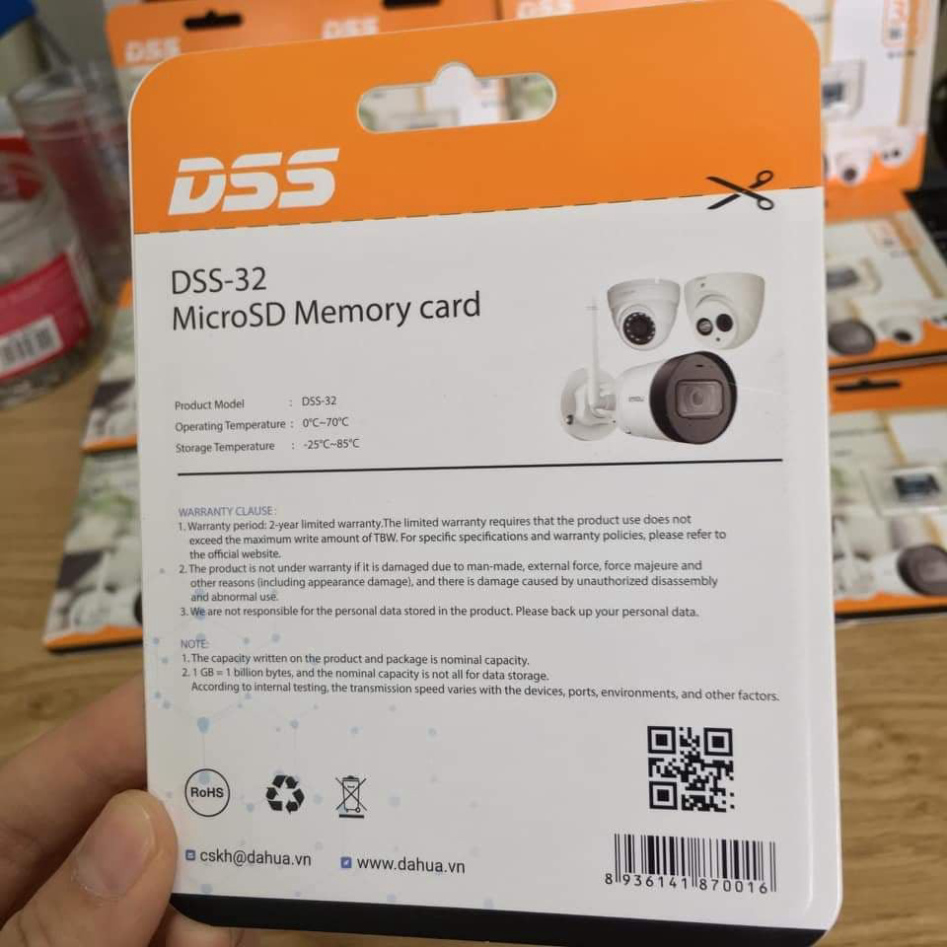 DSS
DSS
DSS
DSS
DSS-32
MicroSD Memory card
Product Model : DSS-32
Operating Temperature : 0°C~70°C
Storage Temperature : -25°C~85°C
WARRANTY CLAUSE:
1. Warranty period: 2-year limited warranty.The limited warranty requires that the product use does not
exceed the maximum write amount of TBW. For specific specifications and warranty policies, please refer to
the official website.
2. The product is not under warranty if it is damaged due to man-made, external force, force majeure and
other reasons (including appearance damage), and there is damage caused by unauthorized disassembly
and abnormal use.
3. We are not responsible for the personal data stored in the product. Please back up your personal data.
NOTE:
1. The capacity written on the product and package is nominal capacity.
2. 1 GB = 1 billion bytes, and the nominal capacity is not all for data storage.
According to internal testing, the transmission speed varies with the devices, ports, environments, and other factors.
RoHS
cskh@dahua.vn
www.dahua.vn
8 936141 870016